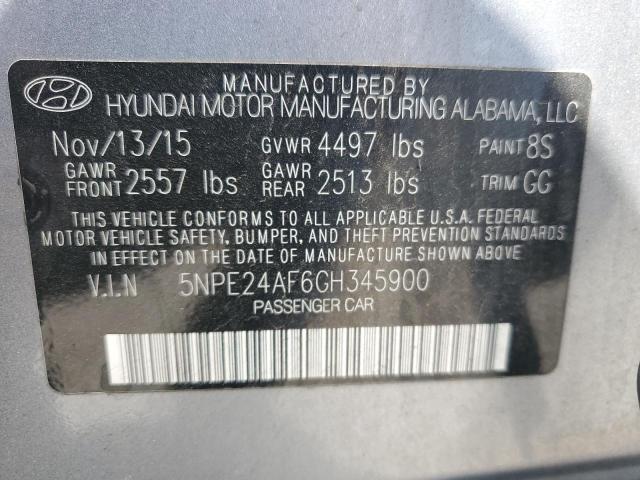 MANUFACTURED BY
HYUNDAI MOTOR MANUFACTURING ALABAMA, LLC
Nov/13/15 GVWR 4497 lbs PAINT 8S
GAWR FRONT 2557 lbs GAWR REAR 2513 lbs TRIM GG
THIS VEHICLE CONFORMS TO ALL APPLICABLE U.S.A. FEDERAL
MOTOR VEHICLE SAFETY, BUMPER, AND THEFT PREVENTION STANDARDS
IN EFFECT ON THE DATE OF MANUFACTURE SHOWN ABOVE
V.I.N 5NPE24AF6GH345900
PASSENGER CAR